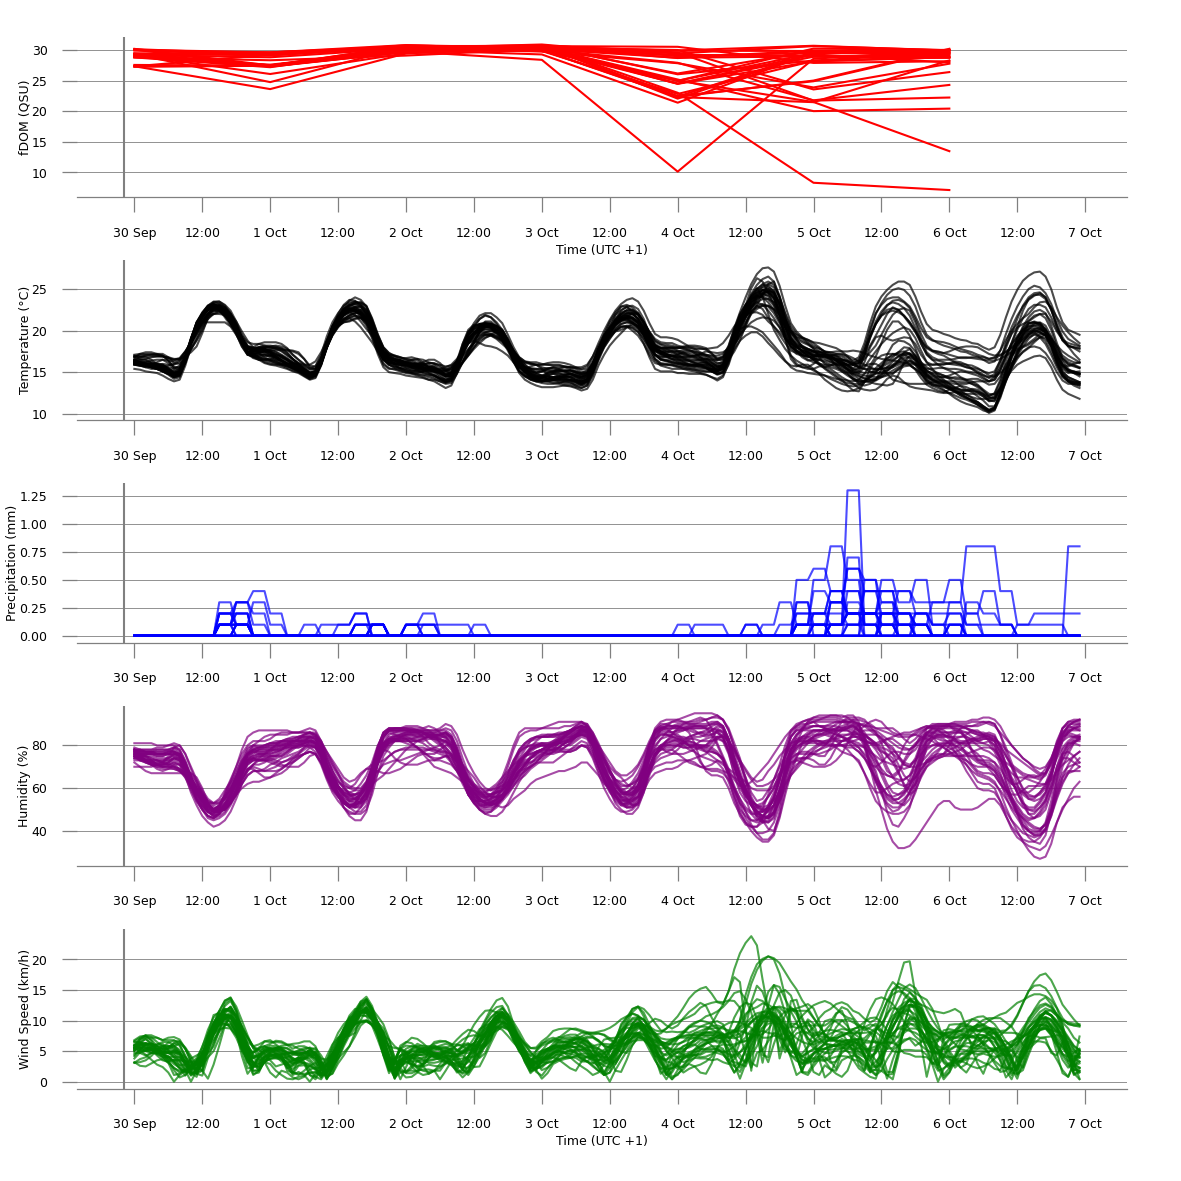 fDOM (QSU)
30
25
20
15
10
30 Sep 12:00 1 Oct 12:00 2 Oct 12:00 3 Oct 12:00 4 Oct 12:00 5 Oct 12:00 6 Oct 12:00 7 Oct
Time (UTC +1)
Temperature (°C)
25
20
15
10
30 Sep 12:00 1 Oct 12:00 2 Oct 12:00 3 Oct 12:00 4 Oct 12:00 5 Oct 12:00 6 Oct 12:00 7 Oct
Precipitation (mm)
1.25
1.00
0.75
0.50
0.25
0.00
30 Sep 12:00 1 Oct 12:00 2 Oct 12:00 3 Oct 12:00 4 Oct 12:00 5 Oct 12:00 6 Oct 12:00 7 Oct
Humidity (%)
80
60
40
30 Sep 12:00 1 Oct 12:00 2 Oct 12:00 3 Oct 12:00 4 Oct 12:00 5 Oct 12:00 6 Oct 12:00 7 Oct
Wind Speed (km/h)
20
15
10
5
0
30 Sep 12:00 1 Oct 12:00 2 Oct 12:00 3 Oct 12:00 4 Oct 12:00 5 Oct 12:00 6 Oct 12:00 7 Oct
Time (UTC +1)